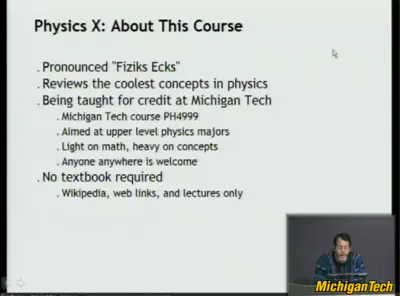 Physics X: About This Course
. Pronounced "Fiziks Ecks"
. Reviews the coolest concepts in physics
. Being taught for credit at Michigan Tech
. Michigan Tech course PH4999
. Aimed at upper level physics majors
. Light on math, heavy on concepts
. Anyone anywhere is welcome
. No textbook required
. Wikipedia, web links, and lectures only
MichiganTech